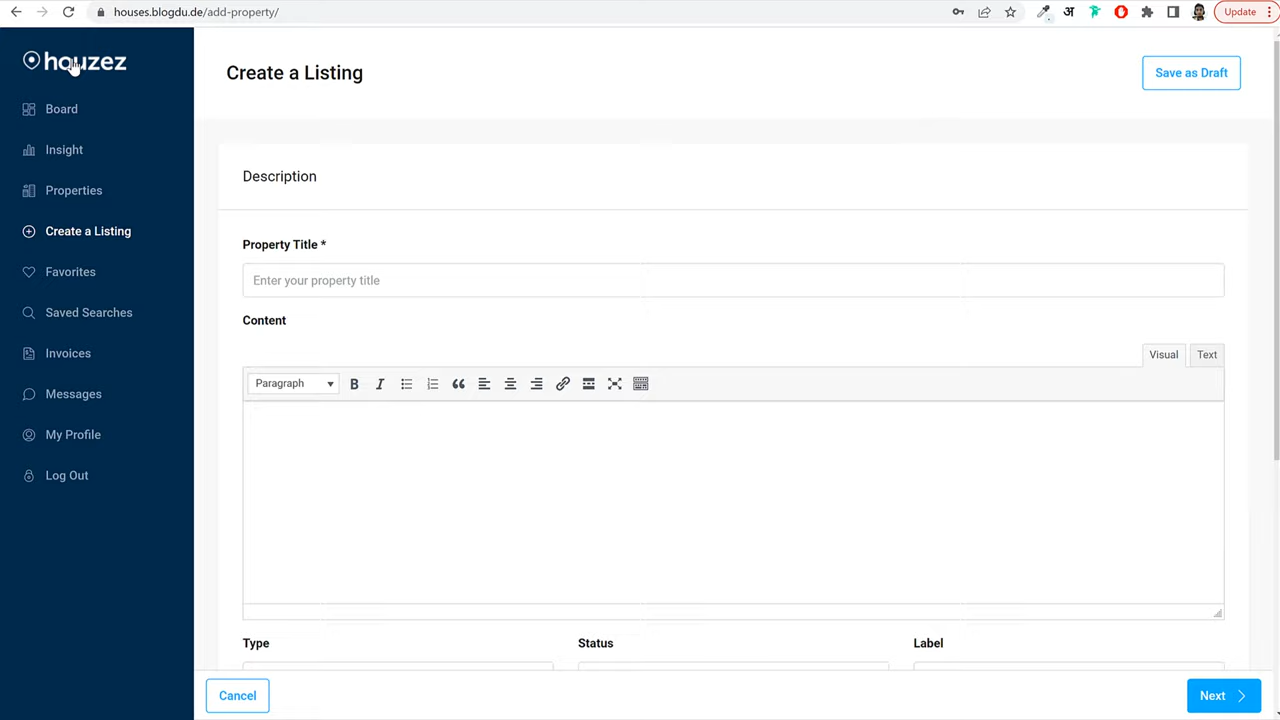 houses.blogdu.de/add-property/
अ
Update
houzez
Board
Insight
Properties
Create a Listing
Favorites
Saved Searches
Invoices
Messages
My Profile
Log Out
Create a Listing
Save as Draft
Description
Property Title *
Enter your property title
Content
Visual Text
Paragraph B I
Type Status Label
Cancel
Next